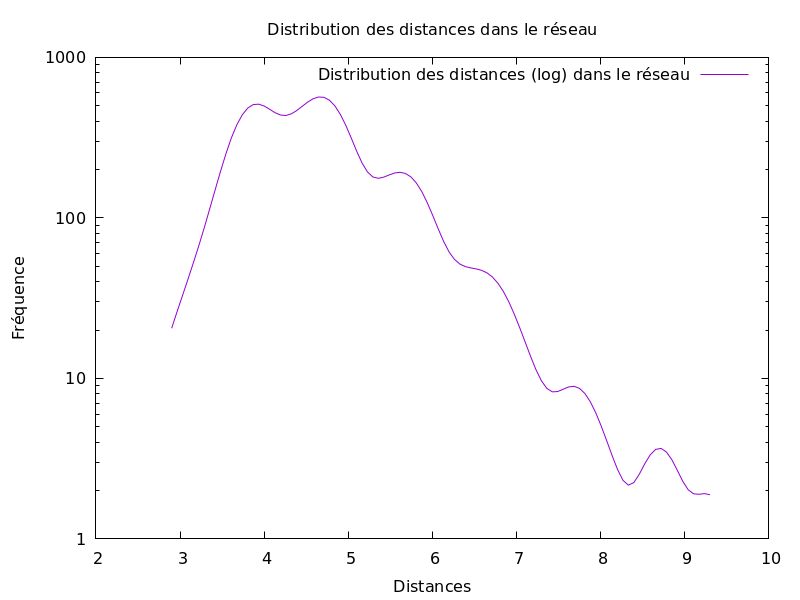 Distribution des distances dans le réseau
Distribution des distances (log) dans le réseau
1000
100
10
1
Fréquence
2 3 4 5 6 7 8 9 10
Distances